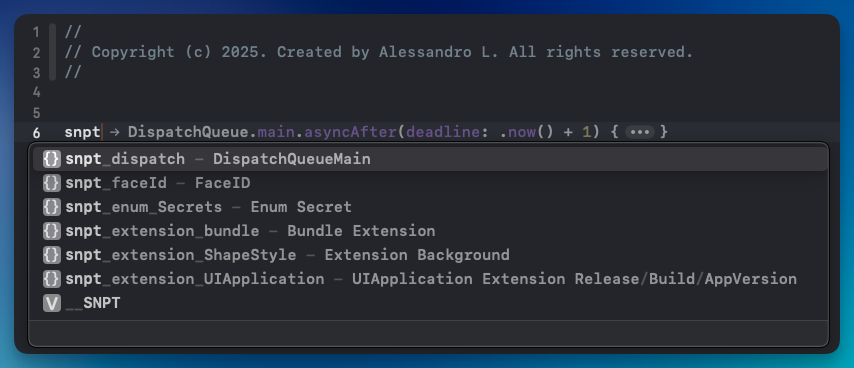 1 //
2 // Copyright (c) 2025. Created by Alessandro L. All rights reserved.
3 //
4
5
6 snpt → DispatchQueue.main.asyncAfter(deadline: .now() + 1) { ••• }
{} snpt_dispatch — DispatchQueueMain
{} snpt_faceId — FaceID
{} snpt_enum_Secrets — Enum Secret
{} snpt_extension_bundle — Bundle Extension
{} snpt_extension_ShapeStyle — Extension Background
{} snpt_extension_UIApplication — UIApplication Extension Release/Build/AppVersion
V __SNPT